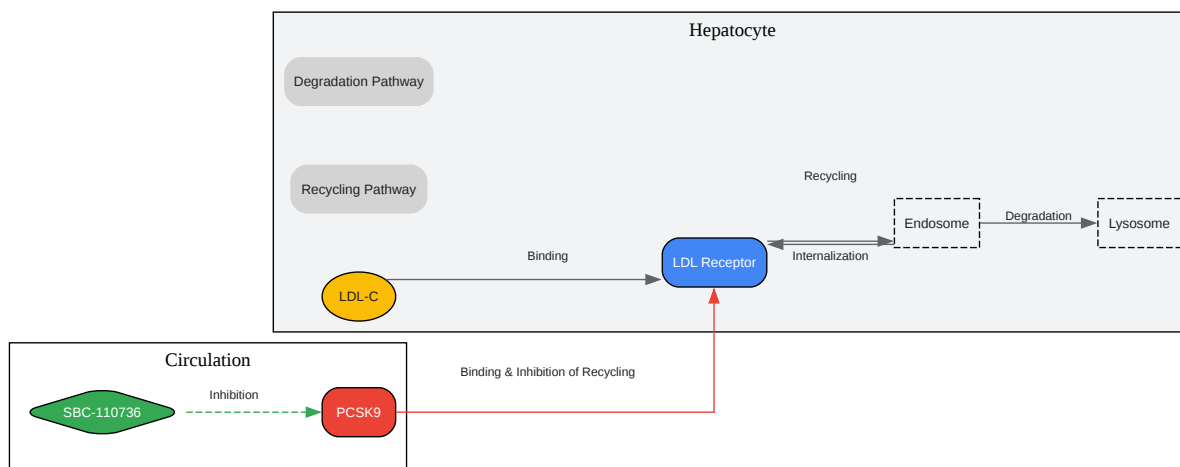 Hepatocyte
Degradation Pathway
Recycling Pathway
Recycling
Endosome
Degradation
Lysosome
Binding
LDL Receptor
Internalization
LDL-C
Circulation
Binding & Inhibition of Recycling
Inhibition
SBC-110736
PCSK9